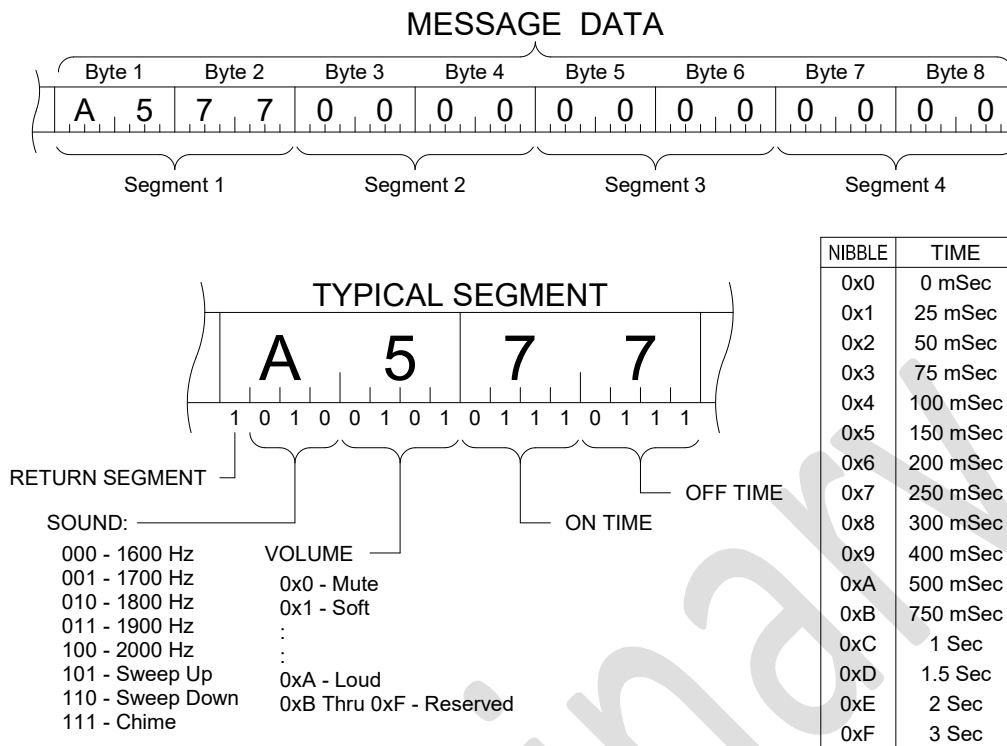 MESSAGE DATA
Byte 1 Byte 2 Byte 3 Byte 4 Byte 5 Byte 6 Byte 7 Byte 8
A 5 7 7 0 0 0 0 0 0 0 0 0 0 0 0
Segment 1 Segment 2 Segment 3 Segment 4
TYPICAL SEGMENT
A 5 7 7
1 0 1 0 0 1 0 1 0 1 1 1 0 1 1 1
RETURN SEGMENT
OFF TIME
SOUND:
ON TIME
000 - 1600 Hz
001 - 1700 Hz
010 - 1800 Hz
011 - 1900 Hz
100 - 2000 Hz
101 - Sweep Up
110 - Sweep Down
111 - Chime
VOLUME
0x0 - Mute
0x1 - Soft
:
:
0xA - Loud
0xB Thru 0xF - Reserved
NIBBLE TIME
0x0 0 mSec
0x1 25 mSec
0x2 50 mSec
0x3 75 mSec
0x4 100 mSec
0x5 150 mSec
0x6 200 mSec
0x7 250 mSec
0x8 300 mSec
0x9 400 mSec
0xA 500 mSec
0xB 750 mSec
0xC 1 Sec
0xD 1.5 Sec
0xE 2 Sec
0xF 3 Sec